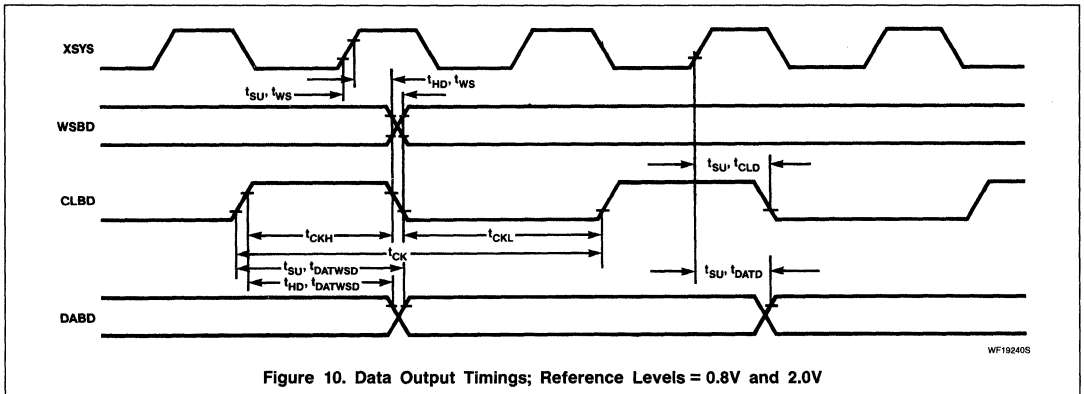 XSYS
tHD, tWS
tSU, tWS
WSBD
tSU, tCLD
CLBD
tCKH
tCKL
tCK
tSU, tDATWSD
tSU, tDATD
tHD, tDATWSD
DABD
WF19240S
Figure 10. Data Output Timings; Reference Levels = 0.8V and 2.0V